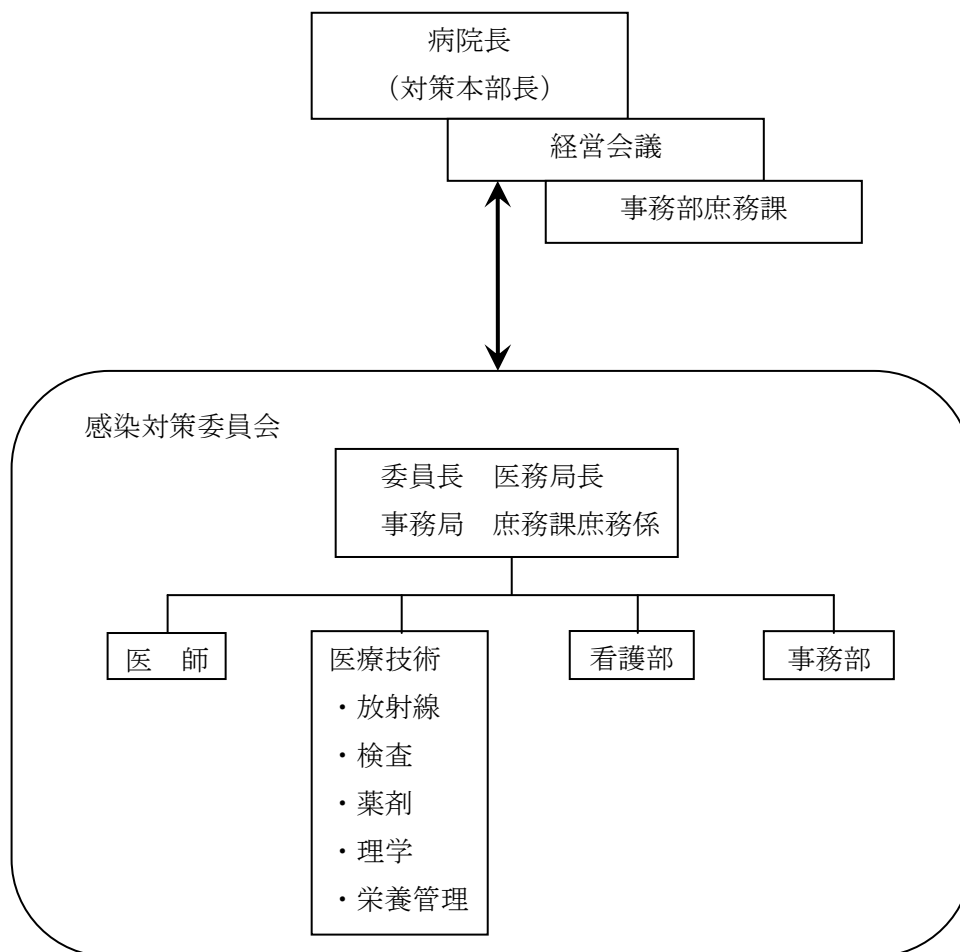 病院長
（対策本部長）
経営会議
事務部庶務課
感染対策委員会
委員長　医務局長
事務局　庶務課庶務係
医　師
医療技術
・放射線
・検査
・薬剤
・理学
・栄養管理
看護部
事務部